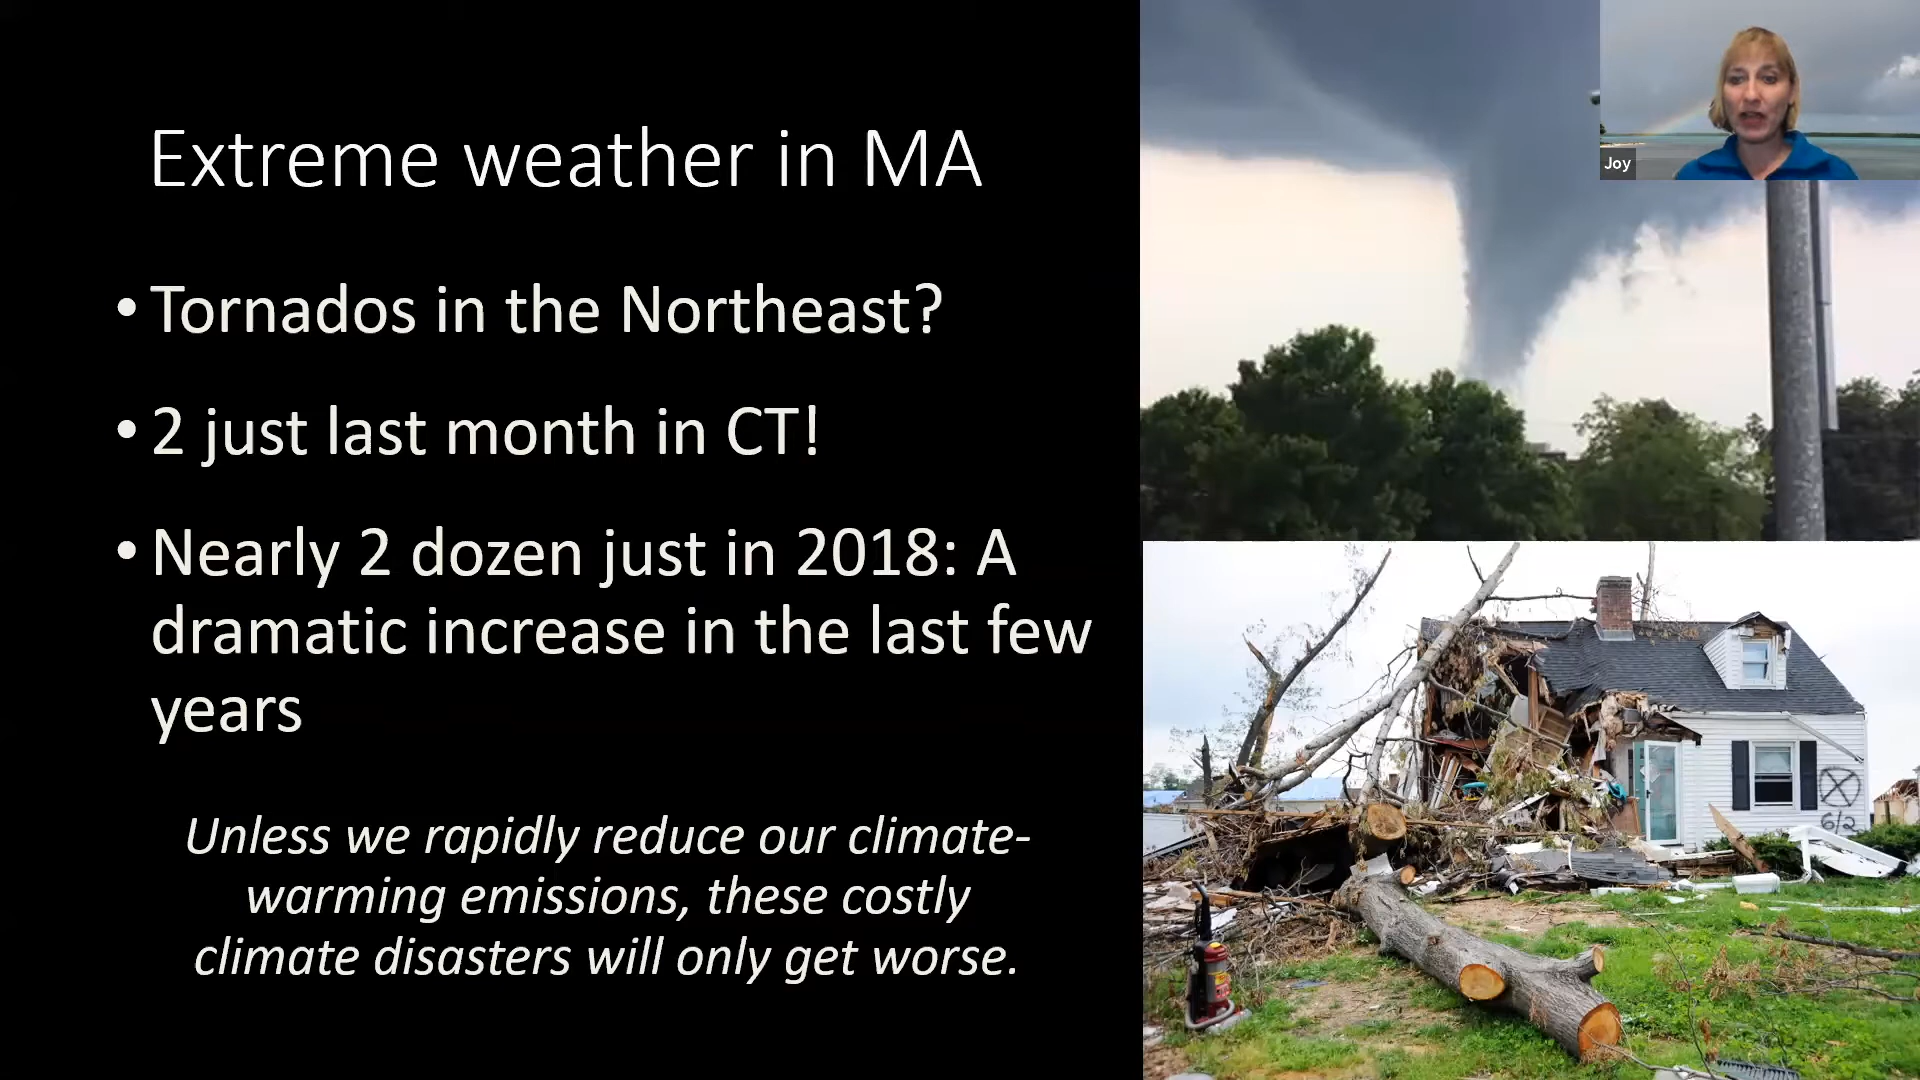 Extreme weather in MA
• Tornados in the Northeast?
• 2 just last month in CT!
• Nearly 2 dozen just in 2018: A
dramatic increase in the last few
years
Unless we rapidly reduce our climate-
warming emissions, these costly
climate disasters will only get worse.
Joy
6/2